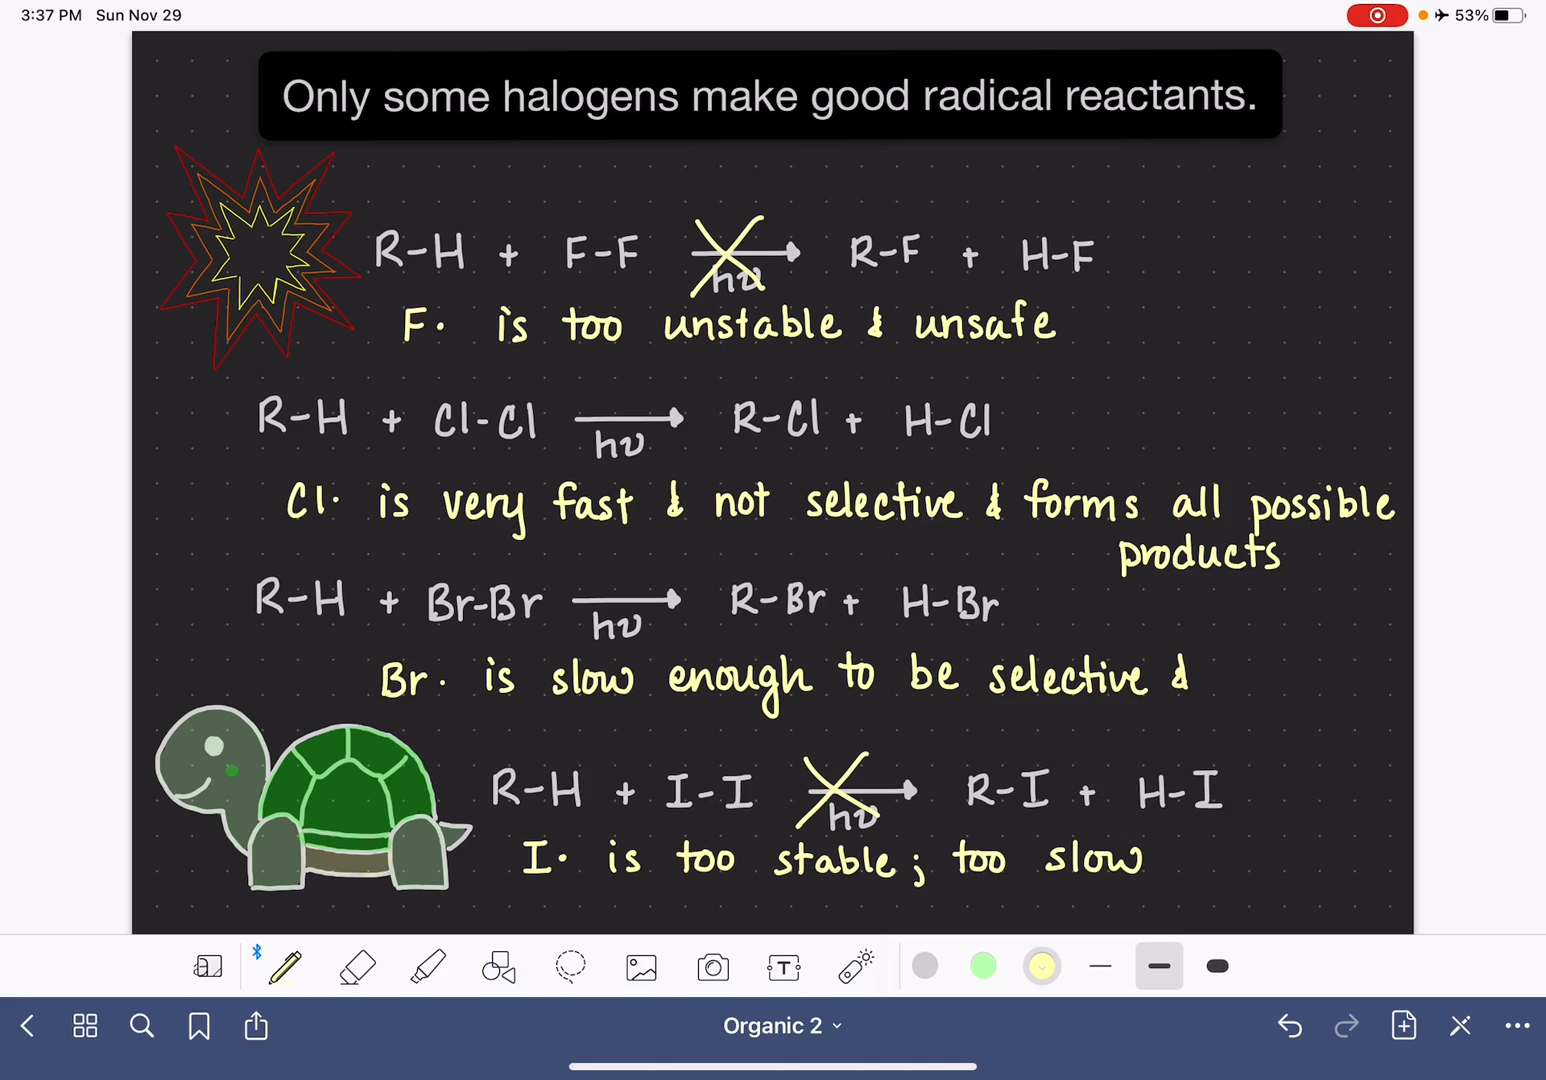 3:37 PM Sun Nov 29
53%
Only some halogens make good radical reactants.
R-H + F-F hν R-F + H-F
F· is too unstable & unsafe
R-H + Cl-Cl hν R-Cl + H-Cl
Cl· is very fast & not selective & forms all possible
products
R-H + Br-Br hν R-Br + H-Br
Br· is slow enough to be selective &
R-H + I-I hν R-I + H-I
I· is too stable; too slow
T
Organic 2